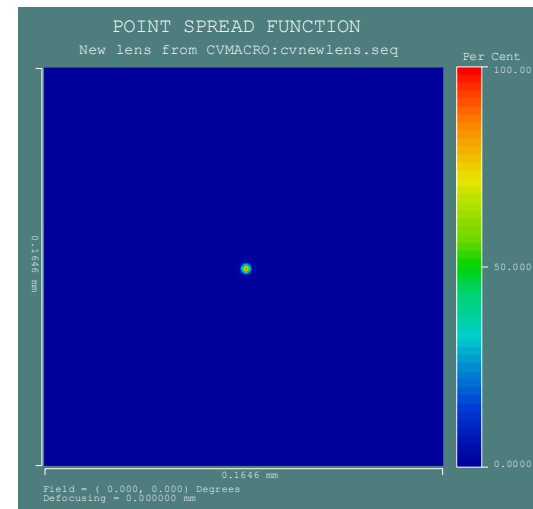 POINT SPREAD FUNCTION
New lens from CVMACRO:cvnewlens.seq
Per Cent
100.00
50.000
0.0000
0.1646 mm
0.1646 mm
Field = ( 0.000, 0.000) Degrees
Defocusing = 0.000000 mm